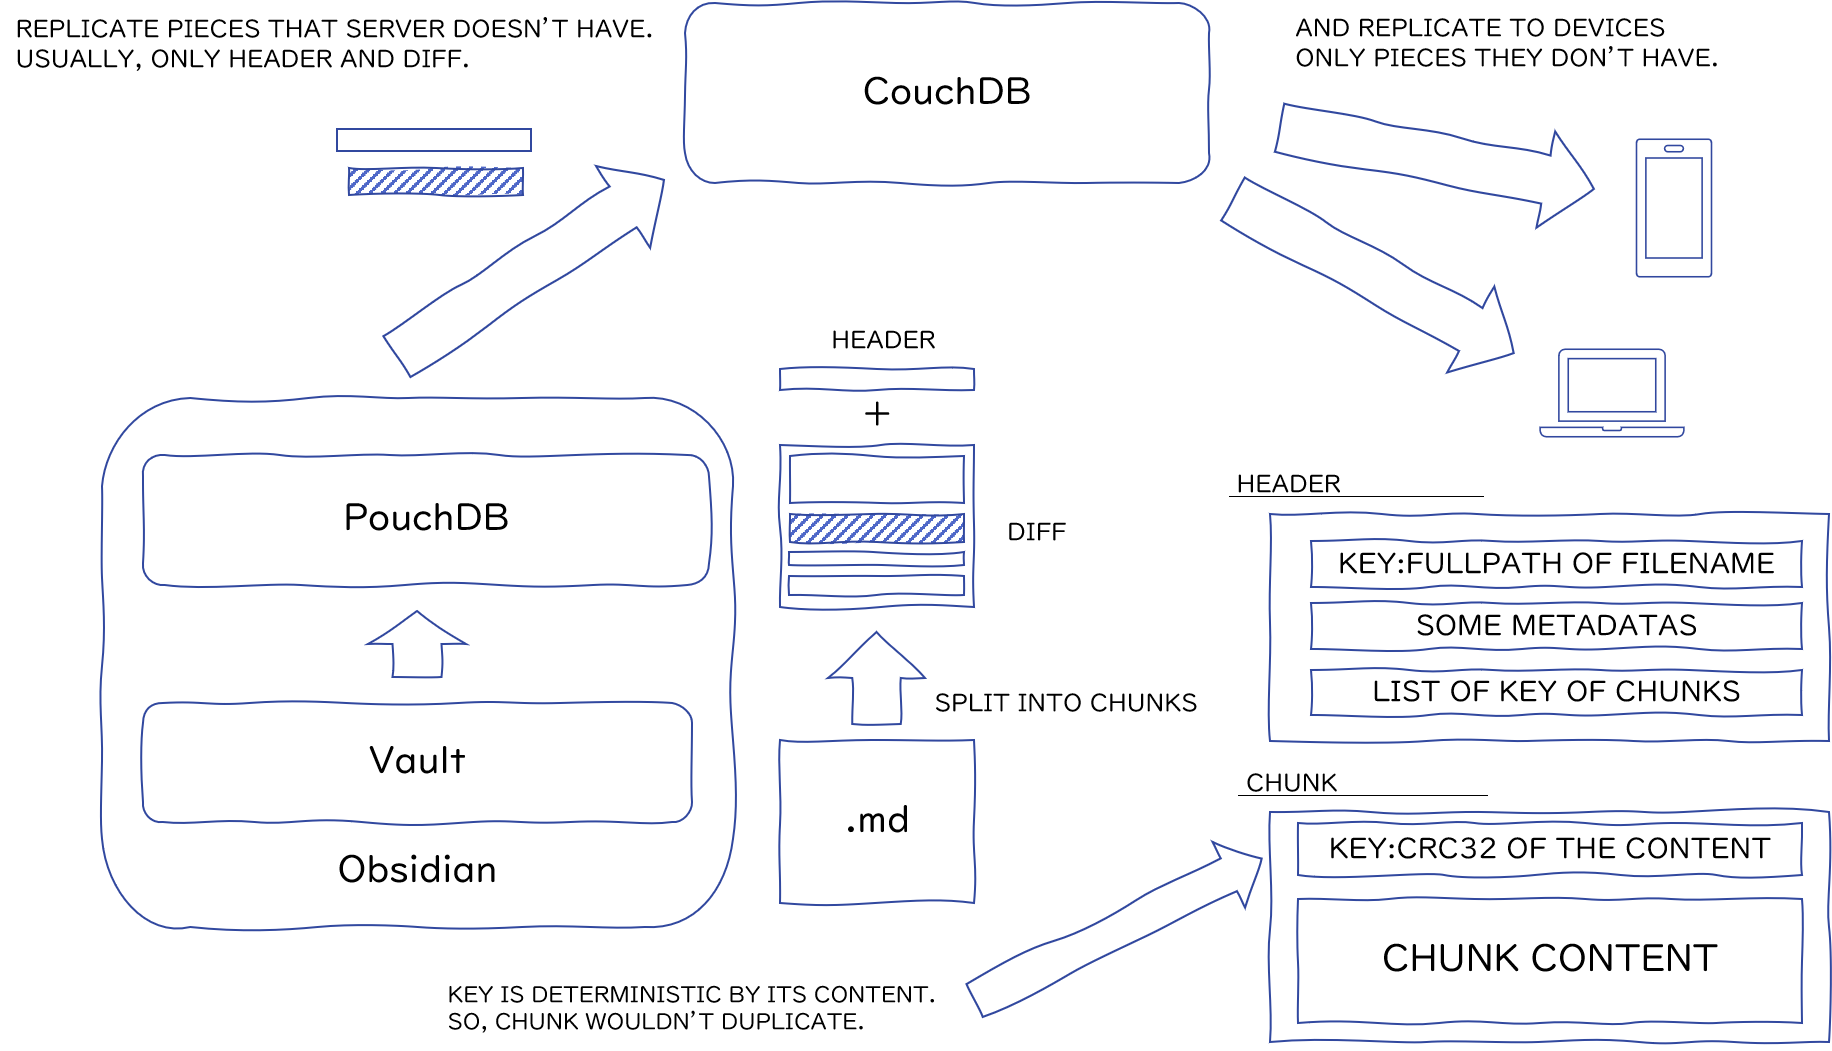 REPLICATE PIECES THAT SERVER DOESN'T HAVE.
USUALLY, ONLY HEADER AND DIFF.
CouchDB
AND REPLICATE TO DEVICES
ONLY PIECES THEY DON'T HAVE.
HEADER
+
DIFF
SPLIT INTO CHUNKS
.md
PouchDB
Vault
Obsidian
HEADER
KEY:FULLPATH OF FILENAME
SOME METADATAS
LIST OF KEY OF CHUNKS
CHUNK
KEY:CRC32 OF THE CONTENT
CHUNK CONTENT
KEY IS DETERMINISTIC BY ITS CONTENT.
SO, CHUNK WOULDN'T DUPLICATE.